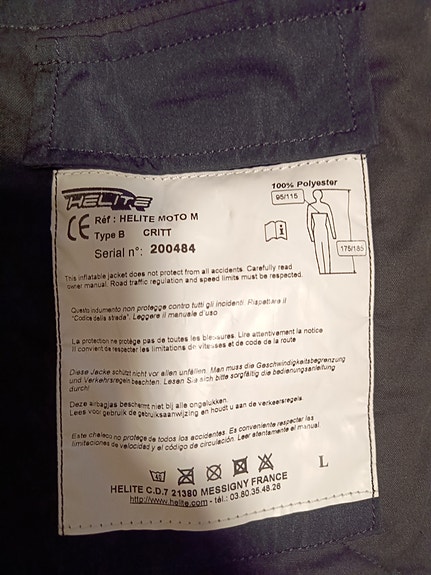 HELITE
100% Polyester
95/115
CE
Réf : HELITE MOTO M
Type B CRITT
Serial n°: 200484
175/185
This inflatable jacket does not protect from all accidents. Carefully read
owner manual. Road traffic regulation and speed limits must be respected.
Questo indumento non protegge contro tutti gli incidenti. Rispettare il
"Codice della strada". Leggere il manuale d'uso
La protection ne protège pas de toutes les blessures. Lire attentivement la notice
Il convient de respecter les limitations de vitesses et de code de la route
Diese Jacke schützt nicht vor allen unfällen. Man muss die Geschwindigkeitsbegrenzung
und Verkehrsregeln beachten. Lesen Sie sich bitte sorgfältig die bedienungsanleitung
durch!
Deze airbagjas beschermt niet bij alle ongelukken.
Lees voor gebruik de gebruiksaanwijzing en houdt u aan de verkeersregels.
Este chaleco no protege de todos los accidentes. Es conveniente respectar las
limitaciones de velocidad y el código de circulación. Leer atentamente el manual.
L
HELITE C.D.7 21380 MESSIGNY FRANCE
http://www.helite.com - tél.: 03.80.35.48.26